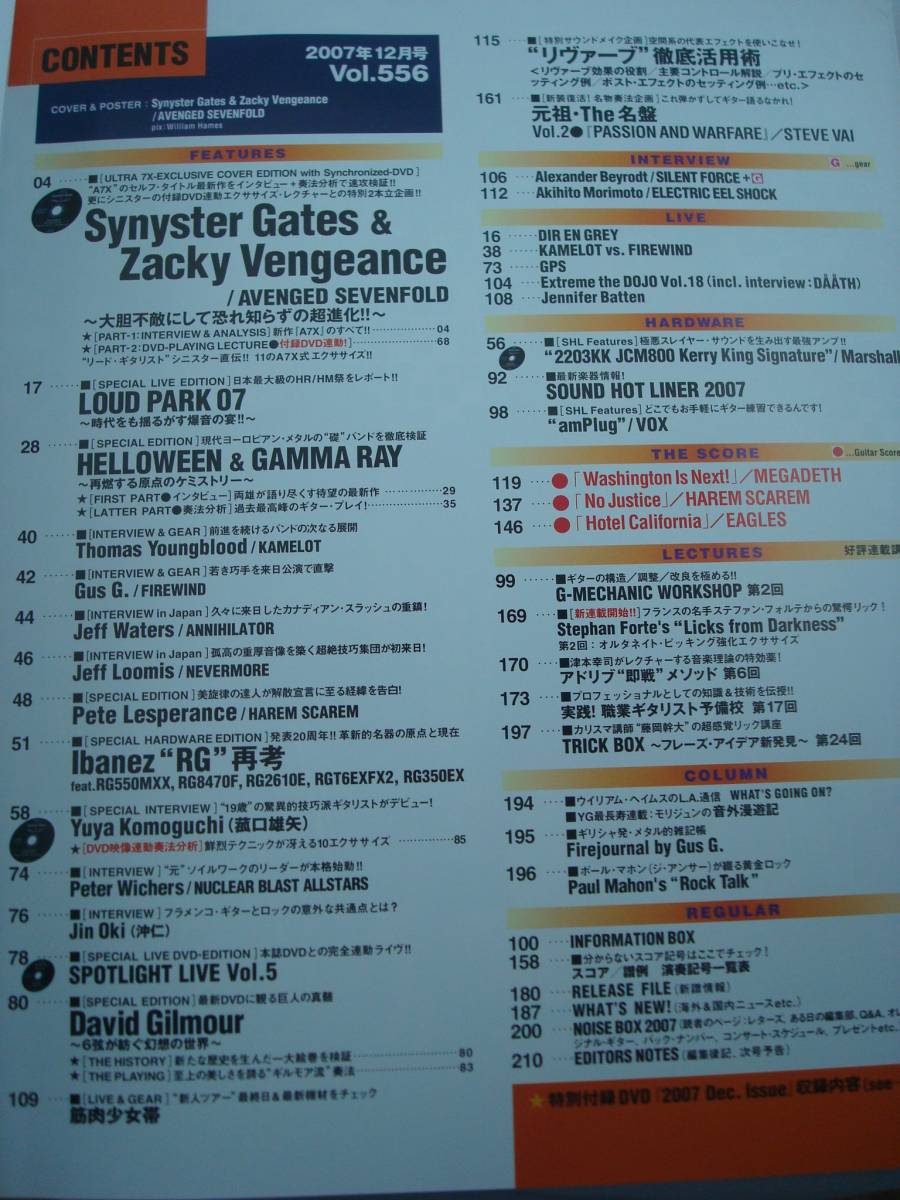 CONTENTS
2007年12月号
Vol.556
COVER & POSTER : Synyster Gates & Zacky Vengeance
/AVENGED SEVENFOLD
pix:William Hames
FEATURES
04 ■[ULTRA 7X-EXCLUSIVE COVER EDITION with Synchronized-DVD]
“A7X”のセルフ・タイトル最新作をインタビュー+奏法分析で速攻検証!!
更にシニスターの付録DVD連動エクササイズ・レクチャーとの特別2本立企画!!
Synyster Gates &
Zacky Vengeance
/AVENGED SEVENFOLD
〜大胆不敵にして恐れ知らずの超進化!!〜
★[PART-1:INTERVIEW & ANALYSIS]新作『A7X』のすべて!! 04
★[PART-2:DVD-PLAYING LECTURE●付録DVD連動!] 68
“リード・ギタリスト”シニスター直伝!! 11のA7X式エクササイズ!!
17 ■[SPECIAL LIVE EDITION]日本最大級のHR/HM祭をレポート!!
LOUD PARK 07
〜時代をも揺るがす爆音の宴!!〜
28 ■[SPECIAL EDITION]現代ヨーロピアン・メタルの“礎”バンドを徹底検証
HELLOWEEN & GAMMA RAY
〜再燃する原点のケミストリー〜
★[FIRST PART●インタビュー]両雄が語り尽くす待望の最新作 29
★[LATTER PART●奏法分析]過去最高峰のギター・プレイ! 35
40 ■[INTERVIEW & GEAR]前進を続けるバンドの次なる展開
Thomas Youngblood/KAMELOT
42 ■[INTERVIEW & GEAR]若き巧手を来日公演で直撃
Gus G./FIREWIND
44 ■[INTERVIEW in Japan]久々に来日したカナディアン・スラッシュの重鎮!
Jeff Waters/ANNIHILATOR
46 ■[INTERVIEW in Japan]孤高の重厚音像を築く超絶技巧集団が初来日!
Jeff Loomis/NEVERMORE
48 ■[SPECIAL EDITION]美旋律の達人が解散宣言に至る経緯を告白!
Pete Lesperance/HAREM SCAREM
51 ■[SPECIAL HARDWARE EDITION]発表20周年!! 革新的名器の原点と現在
Ibanez“RG”再考
feat.RG550MXX, RG8470F, RG2610E, RGT6EXFX2, RG350EX
58 ■[SPECIAL INTERVIEW]“19歳”の驚異的技巧派ギタリストがデビュー!
Yuya Komoguchi(菰口雄矢)
★[DVD映像連動奏法分析]鮮烈テクニックが冴える10エクササイズ 85
74 ■[INTERVIEW]“元”ソイルワークのリーダーが本格始動!!
Peter Wichers/NUCLEAR BLAST ALLSTARS
76 ■[INTERVIEW]フラメンコ・ギターとロックの意外な共通点とは?
Jin Oki(沖仁)
78 ■[SPECIAL LIVE DVD-EDITION]本誌DVDとの完全連動ライヴ!!
SPOTLIGHT LIVE Vol.5
80 ■[SPECIAL EDITION]最新DVDに観る巨人の真髄
David Gilmour
〜6弦が紡ぐ幻想の世界〜
★[THE HISTORY]新たな歴史を生んだ一大絵巻を検証 80
★[THE PLAYING]至上の美しさを誇る“ギルモア流”奏法 83
109 ■[LIVE & GEAR]“新人ツアー”最終日&最新機材をチェック
筋肉少女帯
115 ■[特別サウンドメイク企画]空間系の代表エフェクトを使いこなせ!
“リヴァーブ”徹底活用術
<リヴァーブ効果の役割/主要コントロール解説/プリ・エフェクトのセ
ッティング例/ポスト・エフェクトのセッティング例…etc.>
161 ■[新装復活! 名物奏法企画]これ弾かずしてギター語るなかれ!
元祖・The名盤
Vol.2●『PASSION AND WARFARE』/STEVE VAI
INTERVIEW
G …gear
106 Alexander Beyrodt/SILENT FORCE+G
112 Akihito Morimoto/ELECTRIC EEL SHOCK
LIVE
16 DIR EN GREY
38 KAMELOT vs. FIREWIND
73 GPS
104 Extreme the DOJO Vol.18(incl. interview:DÅÅTH)
108 Jennifer Batten
HARDWARE
56 ■[SHL Features]極悪スレイヤー・サウンドを生み出す最強アンプ!!
“2203KK JCM800 Kerry King Signature”/Marshall
92 ■最新楽器情報!
SOUND HOT LINER 2007
98 ■[SHL Features]どこでもお手軽にギター練習できるんです!
“amPlug”/VOX
THE SCORE
●…Guitar Score
119 ●「Washington Is Next!」/MEGADETH
137 ●「No Justice」/HAREM SCAREM
146 ●「Hotel California」/EAGLES
LECTURES
好評連載講
99 ■ギターの構造/調整/改良を極める!!
G-MECHANIC WORKSHOP 第2回
169 ■[新連載開始!!]フランスの名手ステファン・フォルテからの驚愕リック!
Stephan Forte's “Licks from Darkness”
第2回:オルタネイト・ピッキング強化エクササイズ
170 ■津本幸司がレクチャーする音楽理論の特効薬!
アドリブ“即戦”メソッド 第6回
173 ■プロフェッショナルとしての知識&技術を伝授!!
実践! 職業ギタリスト予備校 第17回
197 ■カリスマ講師“藤岡幹大”の超感覚リック講座
TRICK BOX 〜フレーズ・アイデア新発見〜 第24回
COLUMN
194 ■ウイリアム・ヘイムスのL.A.通信 WHAT'S GOING ON?
■YG最長寿連載:モリジュンの音外漫遊記
195 ■ギリシャ発・メタル的雑記帳
Firejournal by Gus G.
196 ■ポール・マホン(ジ・アンサー)が綴る黄金ロック
Paul Mahon's “Rock Talk”
REGULAR
100 INFORMATION BOX
158 ■分からないスコア記号はここでチェック!
スコア/譜例 演奏記号一覧表
180 RELEASE FILE(新譜情報)
187 WHAT'S NEW!(海外&国内ニュースetc.)
200 NOISE BOX 2007(読者のページ:レターズ、ある日の編集部、Q&A、オレ
ジナル・ギター、バック・ナンバー、コンサート・スケジュール、プレゼントetc.)
210 EDITORS NOTES(編集後記、次号予告)
★特別付録DVD『2007 Dec. Issue』収録内容(see